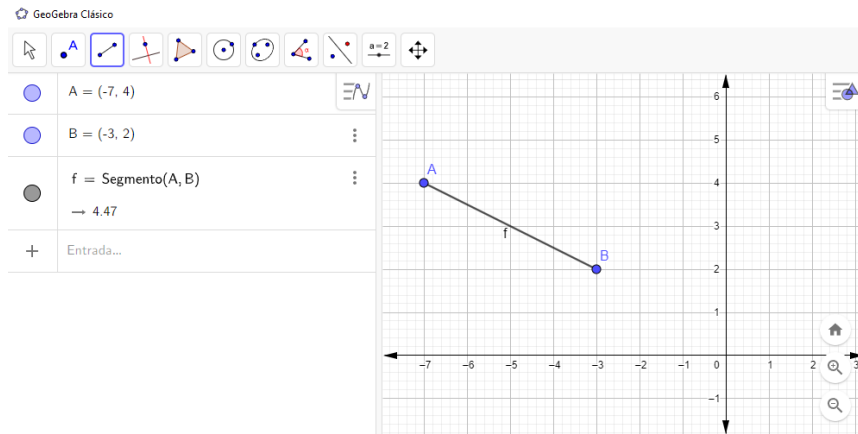 GeoGebra Clásico
A
α
a = 2
A = (-7, 4)
B = (-3, 2)
f = Segmento(A, B)
→ 4.47
+ Entrada...
6
5
A
4
3
f
B
2
1
−7 −6 −5 −4 −3 −2 −1 0 1 2 3
−1